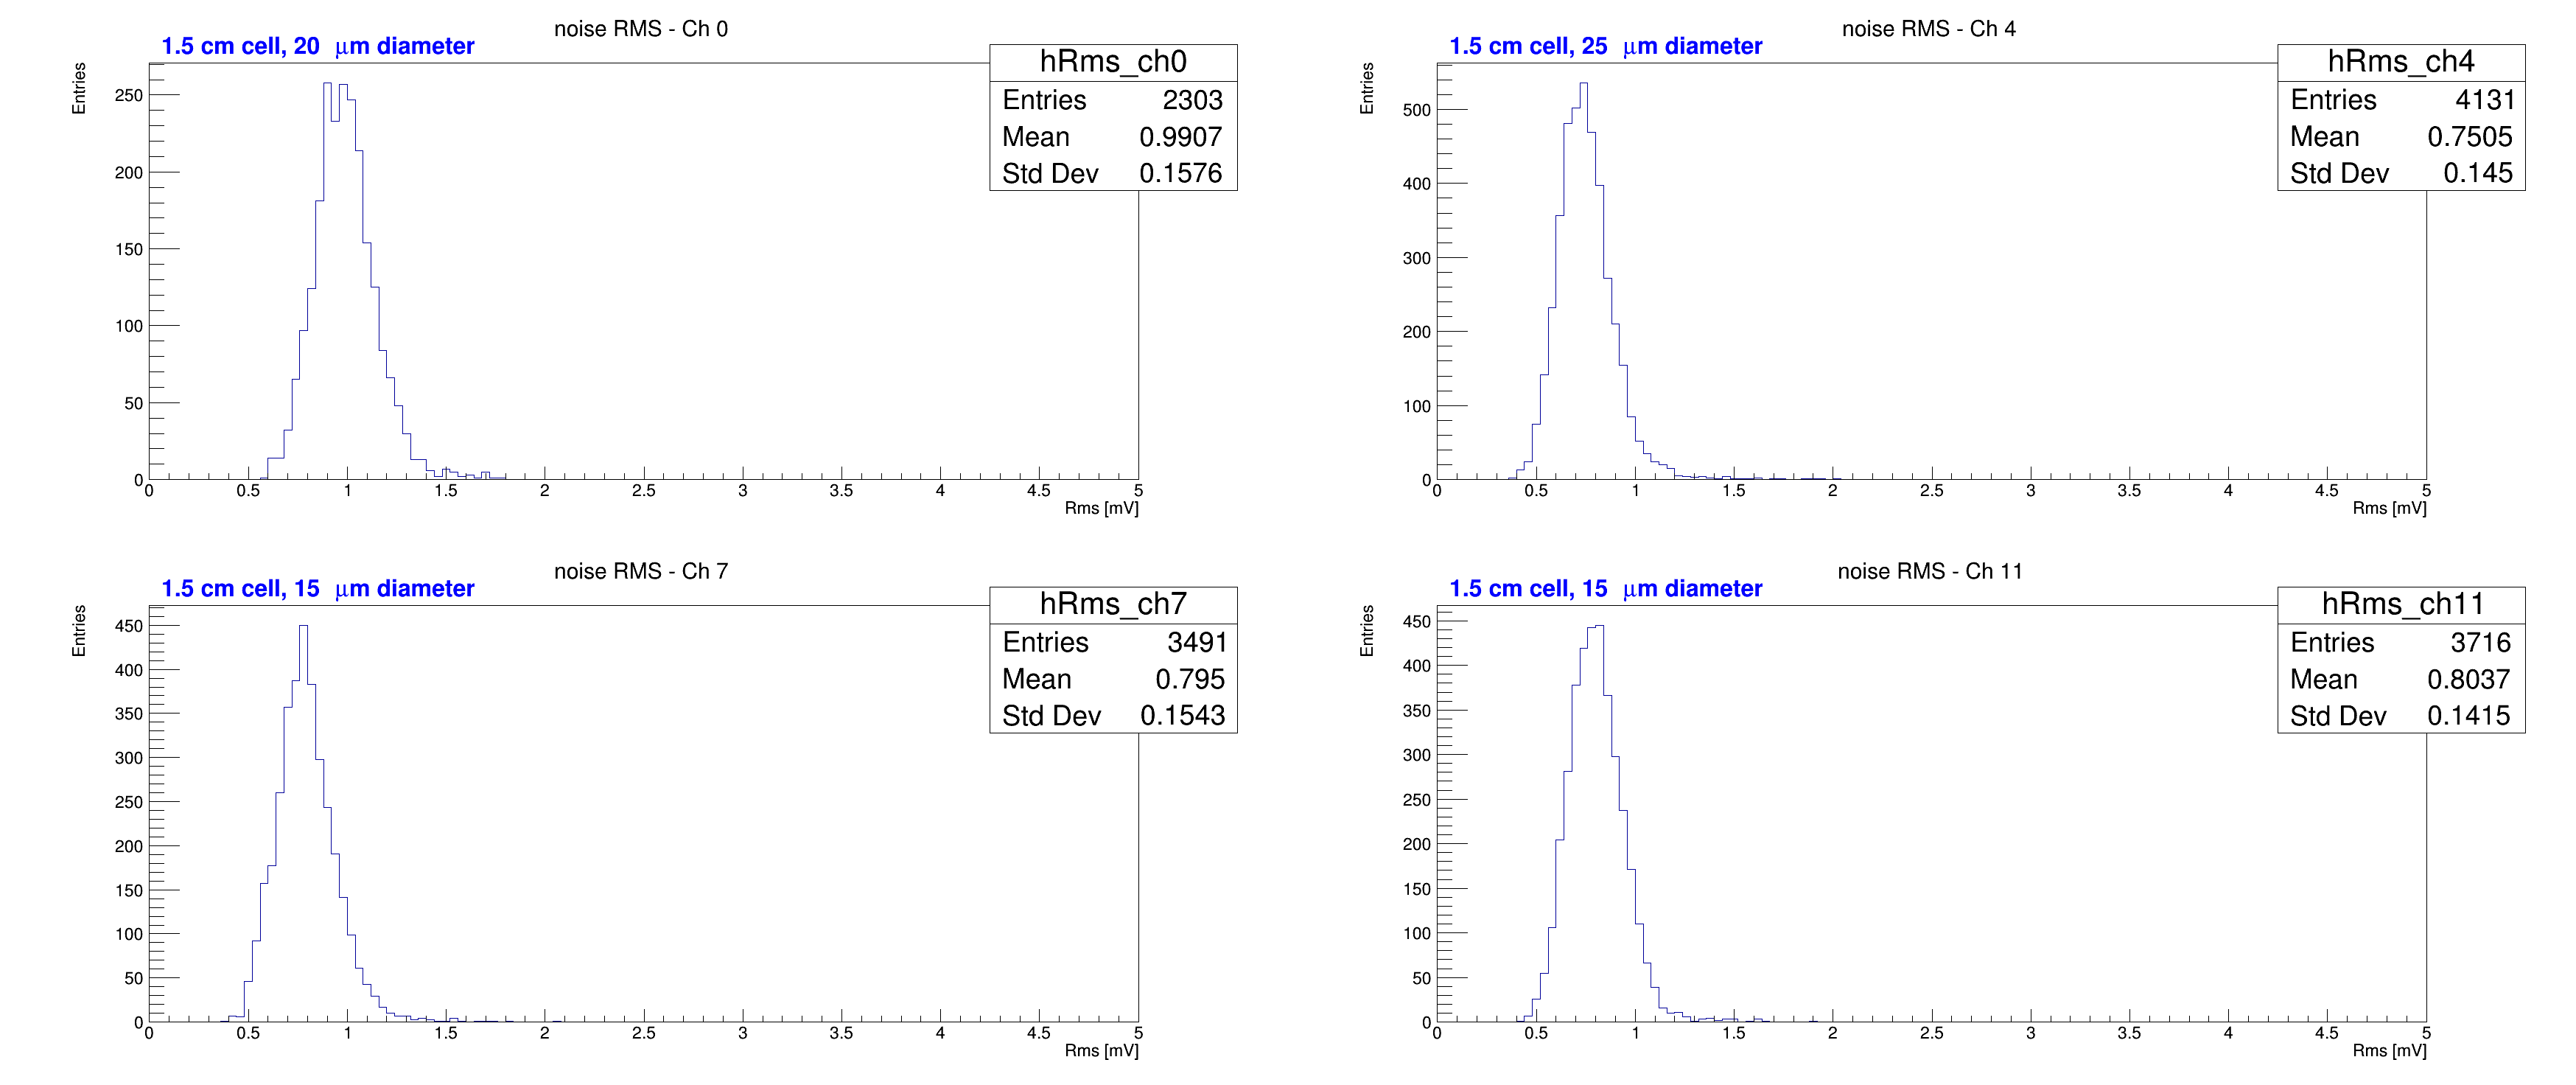 noise RMS - Ch 0
1.5 cm cell, 20 μm diameter
Entries
hRms_ch0
Entries 2303
Mean 0.9907
Std Dev 0.1576
250
200
150
100
50
0
0 0.5 1 1.5 2 2.5 3 3.5 4 4.5 5
Rms [mV]
noise RMS - Ch 4
1.5 cm cell, 25 μm diameter
Entries
hRms_ch4
Entries 4131
Mean 0.7505
Std Dev 0.145
500
400
300
200
100
0
0 0.5 1 1.5 2 2.5 3 3.5 4 4.5 5
Rms [mV]
noise RMS - Ch 7
1.5 cm cell, 15 μm diameter
Entries
hRms_ch7
Entries 3491
Mean 0.795
Std Dev 0.1543
450
400
350
300
250
200
150
100
50
0
0 0.5 1 1.5 2 2.5 3 3.5 4 4.5 5
Rms [mV]
noise RMS - Ch 11
1.5 cm cell, 15 μm diameter
Entries
hRms_ch11
Entries 3716
Mean 0.8037
Std Dev 0.1415
450
400
350
300
250
200
150
100
50
0
0 0.5 1 1.5 2 2.5 3 3.5 4 4.5 5
Rms [mV]